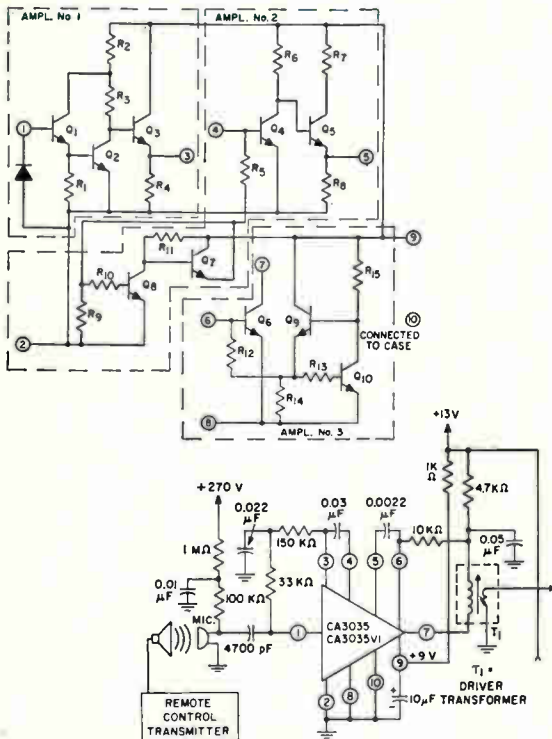 AMPL. No. 1
AMPL. No. 2
R2
R6
R7
R3
1
Q1
Q2
Q3
3
4
Q4
Q5
5
R1
R4
R5
R8
R11
9
Q7
7
R10
Q8
R15
R9
6
Q6
Q9
10
CONNECTED
TO CASE
R12
2
R13
Q10
R14
8
AMPL. No. 3
+13V
+270 V
1K
Ω
4.7KΩ
0.022
μF
0.03
μF
0.0022
μF
1 MΩ
150 KΩ
10KΩ
0.05
μF
0.01
μF
33 KΩ
3
4
5
6
100 KΩ
MIC.
1
CA3035
CA3035V1
7
T1
4700 pF
9
+9 V
2
8
10
10μF
T1 =
DRIVER
TRANSFORMER
REMOTE
CONTROL
TRANSMITTER